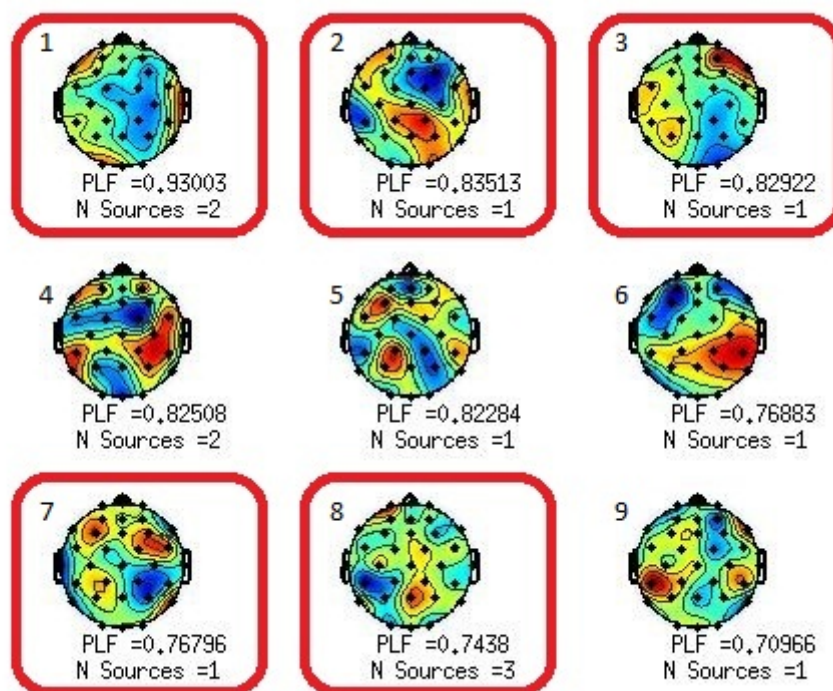 1
PLF =0.93003
N Sources =2
2
PLF =0.83513
N Sources =1
3
PLF =0.82922
N Sources =1
4
PLF =0.82508
N Sources =2
5
PLF =0.82284
N Sources =1
6
PLF =0.76883
N Sources =1
7
PLF =0.76796
N Sources =1
8
PLF =0.7438
N Sources =3
9
PLF =0.70966
N Sources =1